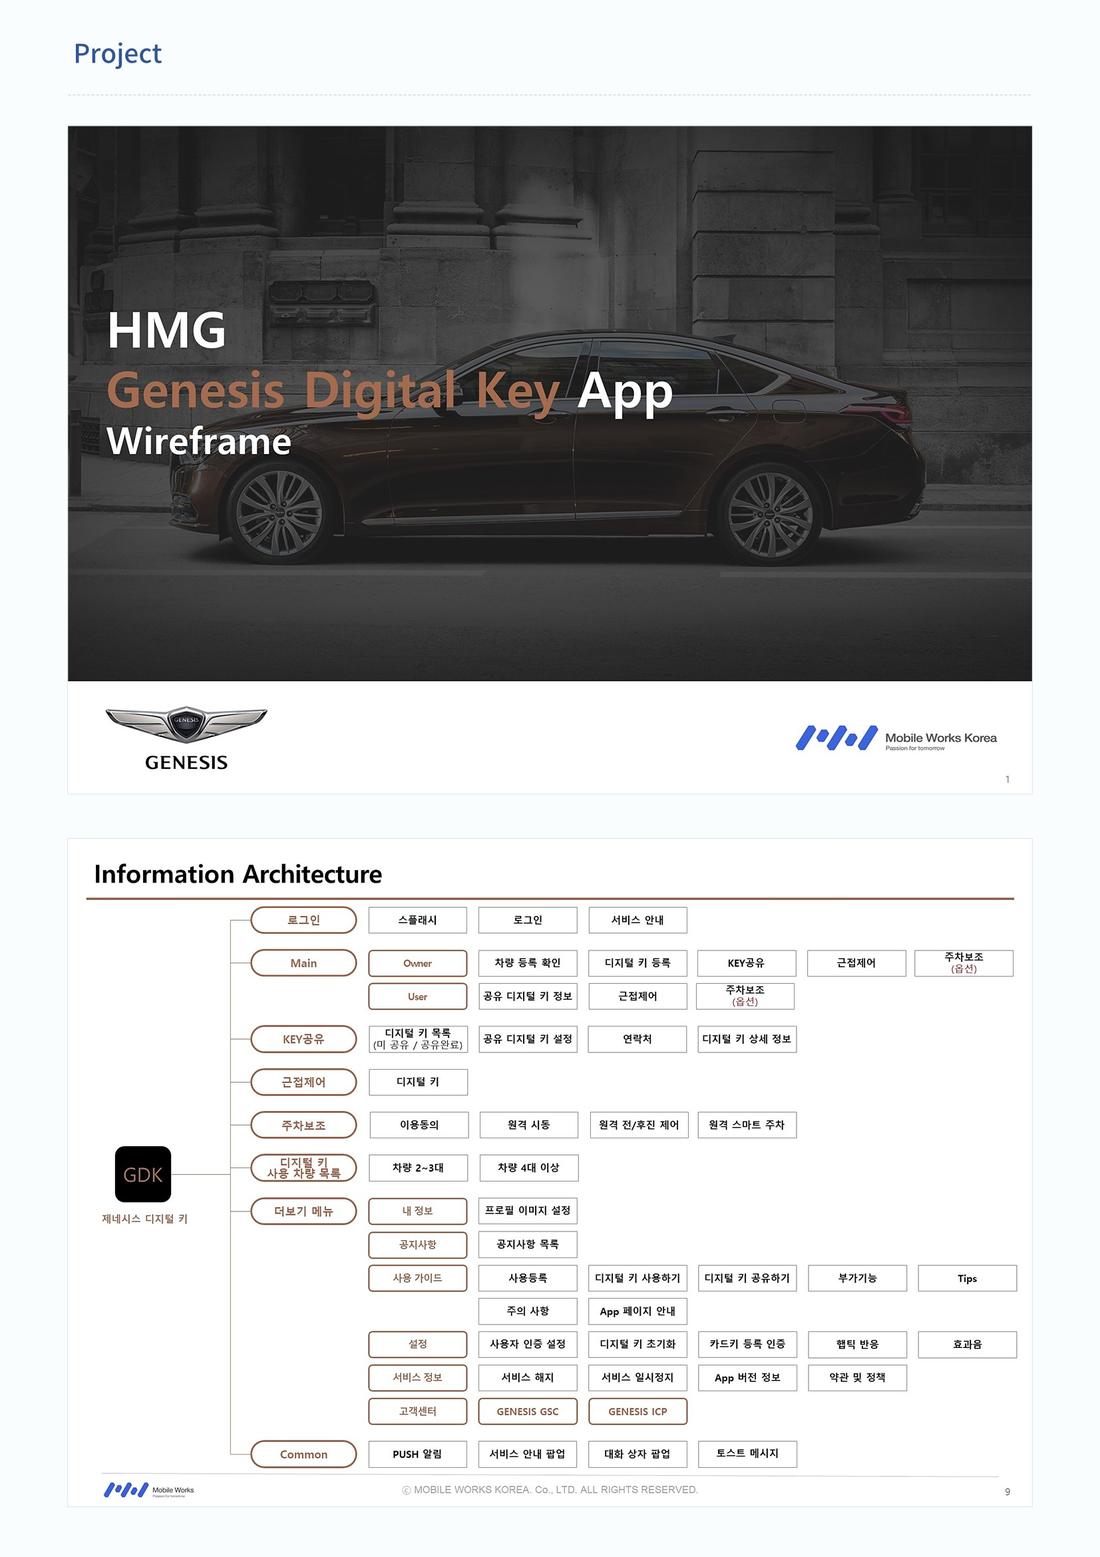 Project
HMG
Genesis Digital Key App
Wireframe
GENESIS
GENESIS
Mobile Works Korea
Passion for tomorrow
1
Information Architecture
로그인
스플래시
로그인
서비스 안내
Main
Owner
차량 등록 확인
디지털 키 등록
KEY공유
근접제어
주차보조
(옵션)
User
공유 디지털 키 정보
근접제어
주차보조
(옵션)
KEY공유
디지털 키 목록
(미 공유 / 공유완료)
공유 디지털 키 설정
연락처
디지털 키 상세 정보
근접제어
디지털 키
주차보조
이용동의
원격 시동
원격 전/후진 제어
원격 스마트 주차
GDK
제네시스 디지털 키
디지털 키
사용 차량 목록
차량 2~3대
차량 4대 이상
더보기 메뉴
내 정보
프로필 이미지 설정
공지사항
공지사항 목록
사용 가이드
사용등록
디지털 키 사용하기
디지털 키 공유하기
부가기능
Tips
주의 사항
App 페이지 안내
설정
사용자 인증 설정
디지털 키 초기화
카드키 등록 인증
햅틱 반응
효과음
서비스 정보
서비스 해지
서비스 일시정지
App 버전 정보
약관 및 정책
고객센터
GENESIS GSC
GENESIS ICP
Common
PUSH 알림
서비스 안내 팝업
대화 상자 팝업
토스트 메시지
Mobile Works
Passion for tomorrow
ⓒ MOBILE WORKS KOREA. Co., LTD. ALL RIGHTS RESERVED.
9